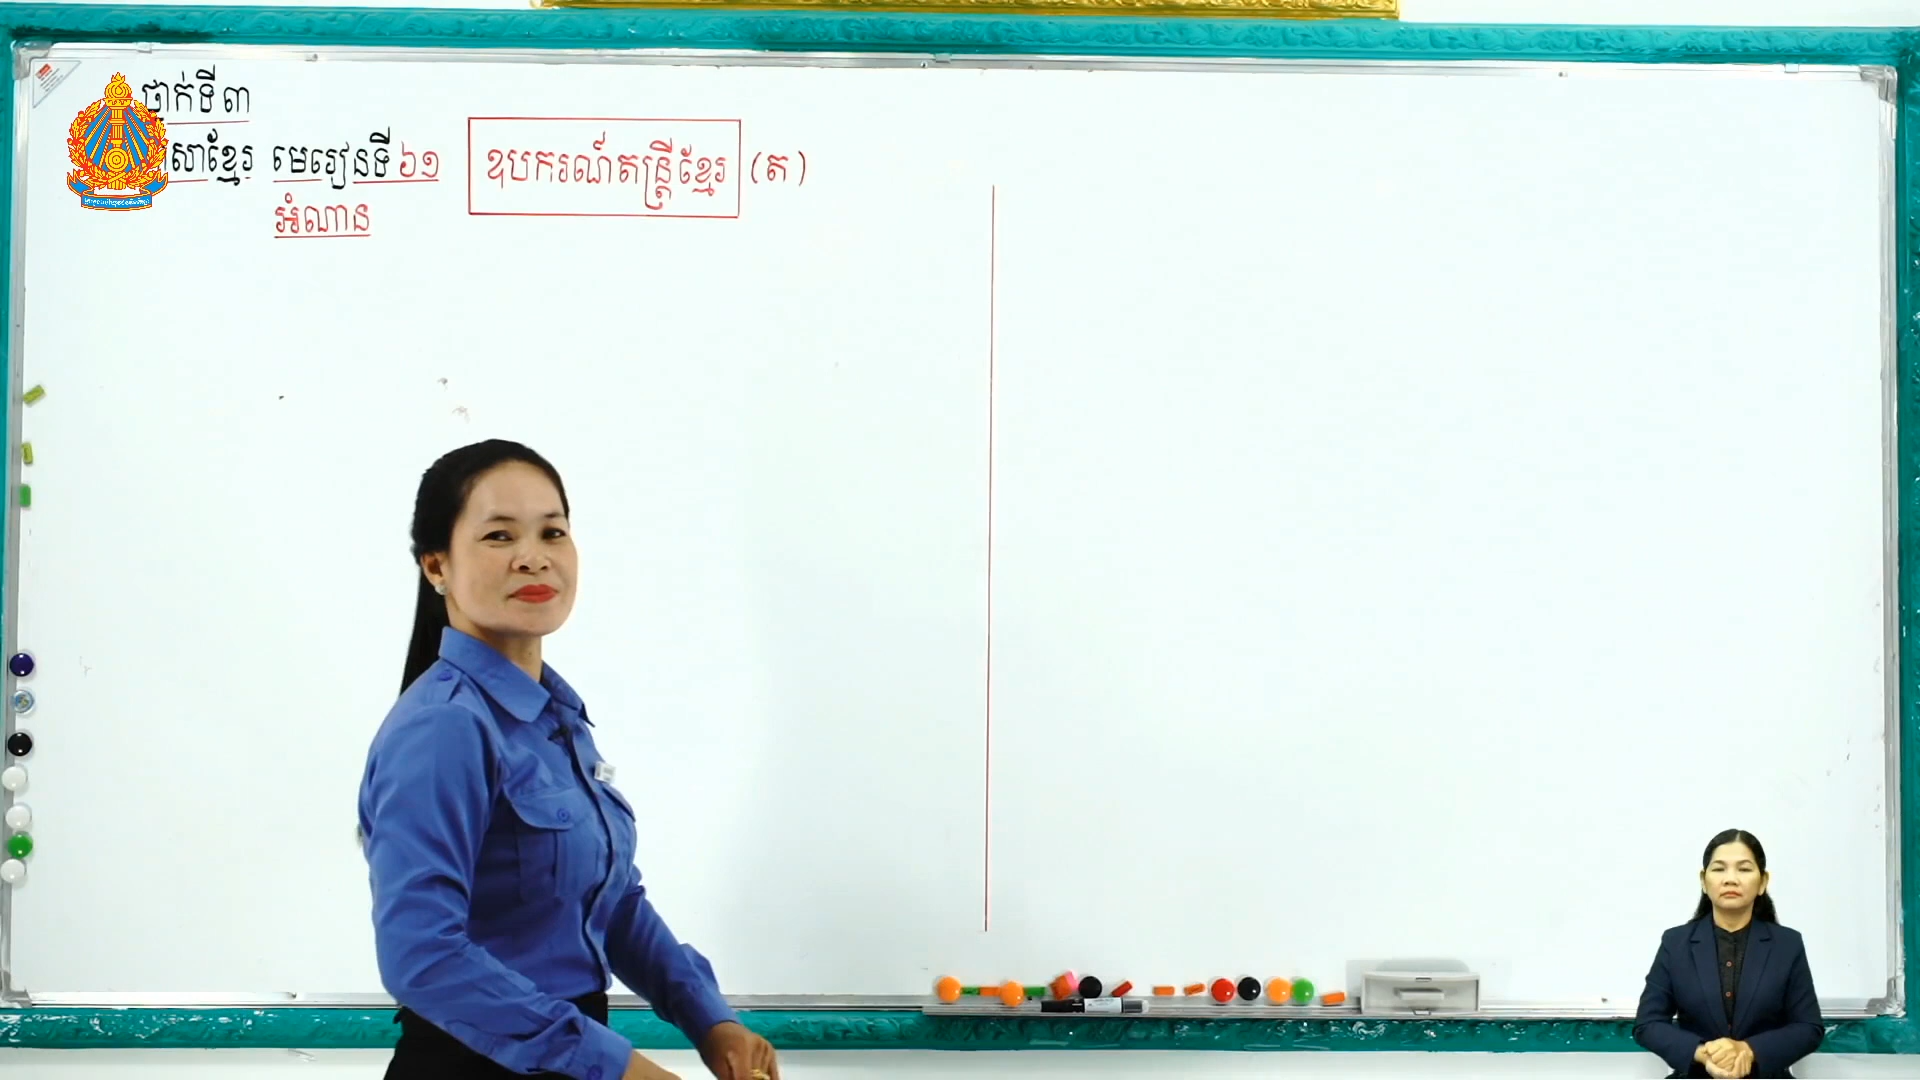 ថ្នាក់ទី ៣
ភាសាខ្មែរ មេរៀនទី ៦១ ឧបករណ៍តន្ត្រីខ្មែរ (ត)
អំណាន